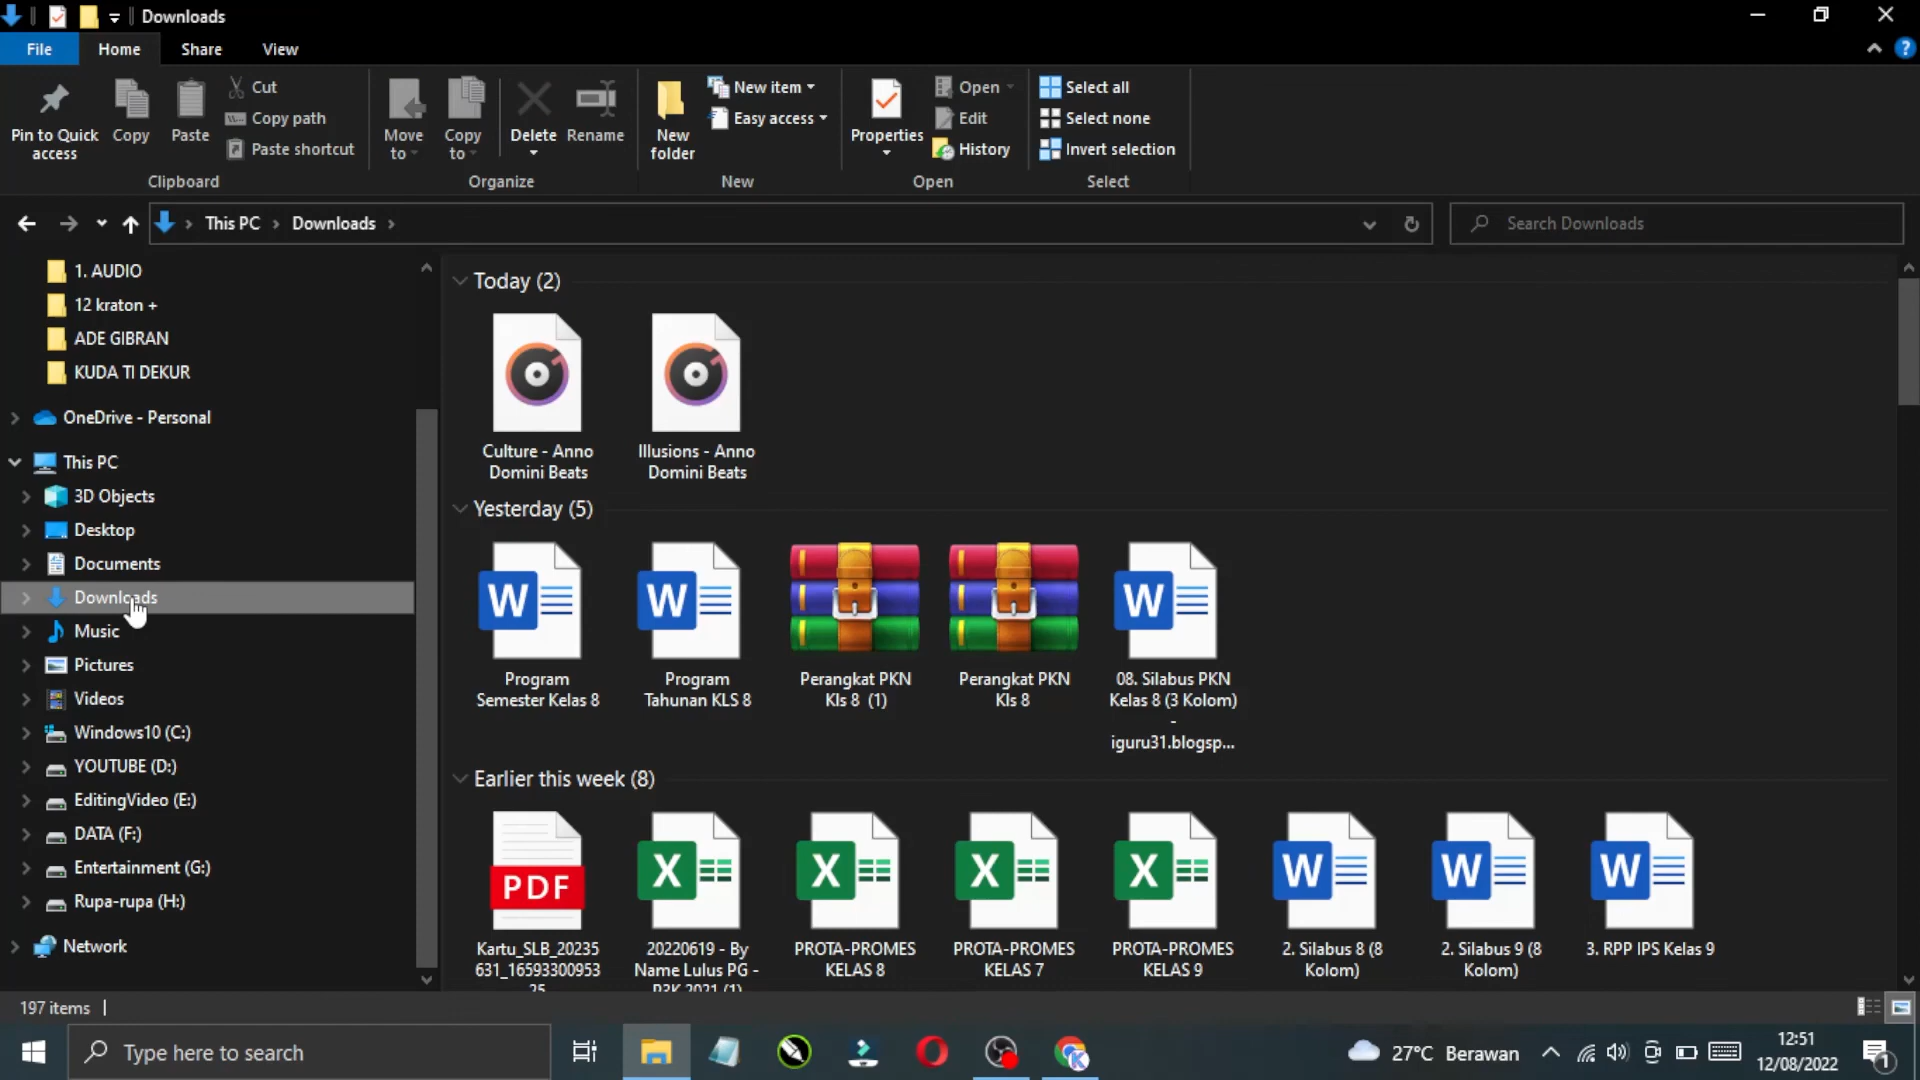 Downloads
File Home Share View
Pin to Quick access
Copy
Paste
Cut
Copy path
Paste shortcut
Clipboard
Move to
Copy to
Delete
Rename
Organize
New folder
New item
Easy access
New
Properties
Open
Edit
History
Open
Select all
Select none
Invert selection
Select
This PC > Downloads >
Search Downloads
1. AUDIO
12 kraton +
ADE GIBRAN
KUDA TI DEKUR
OneDrive - Personal
This PC
3D Objects
Desktop
Documents
Downloads
Music
Pictures
Videos
Windows10 (C:)
YOUTUBE (D:)
EditingVideo (E:)
DATA (F:)
Entertainment (G:)
Rupa-rupa (H:)
Network
Today (2)
Culture - Anno
Domini Beats
Illusions - Anno
Domini Beats
Yesterday (5)
W
Program
Semester Kelas 8
W
Program
Tahunan KLS 8
Perangkat PKN
Kls 8 (1)
Perangkat PKN
Kls 8
W
08. Silabus PKN
Kelas 8 (3 Kolom)
-
iguru31.blogsp...
Earlier this week (8)
PDF
Kartu_SLB_20235
631_16593300953
25
X
20220619 - By
Name Lulus PG -
P3K 2021 (1)
X
PROTA-PROMES
KELAS 8
X
PROTA-PROMES
KELAS 7
X
PROTA-PROMES
KELAS 9
W
2. Silabus 8 (8
Kolom)
W
2. Silabus 9 (8
Kolom)
W
3. RPP IPS Kelas 9
197 items
Type here to search
K
27°C Berawan
12:51
12/08/2022
1